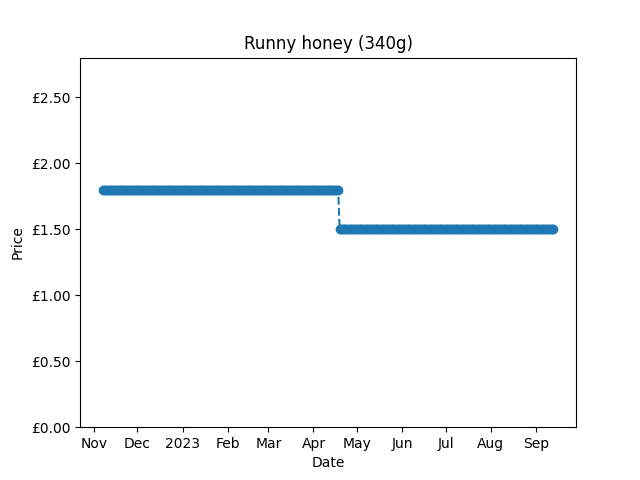 Runny honey (340g)
£2.50
£2.00
£1.50
£1.00
£0.50
£0.00
Price
Nov Dec 2023 Feb Mar Apr May Jun Jul Aug Sep
Date